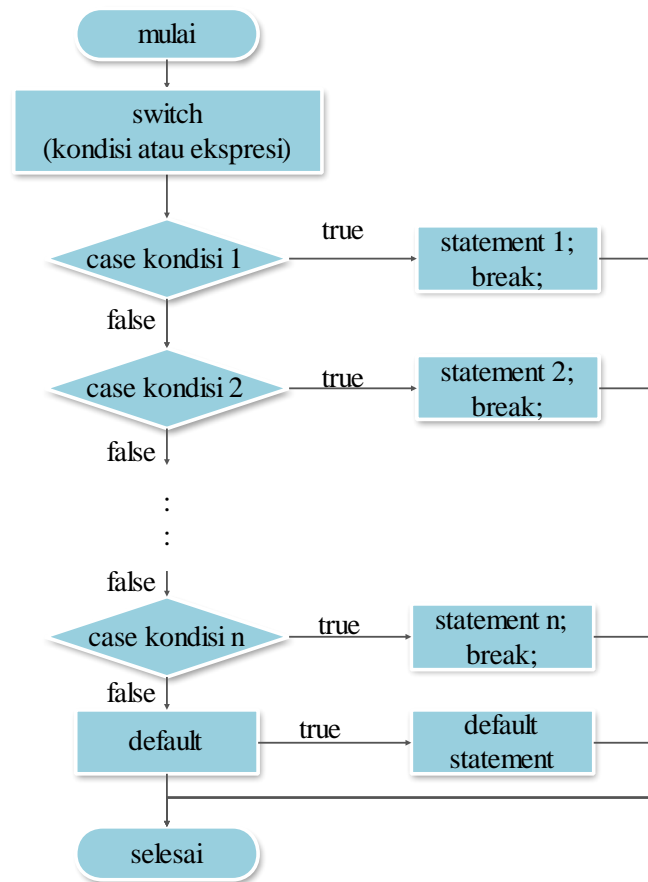 mulai
switch
(kondisi atau ekspresi)
case kondisi 1
true
statement 1;
break;
false
case kondisi 2
true
statement 2;
break;
false
:
:
false
case kondisi n
true
statement n;
break;
false
default
true
default
statement
selesai